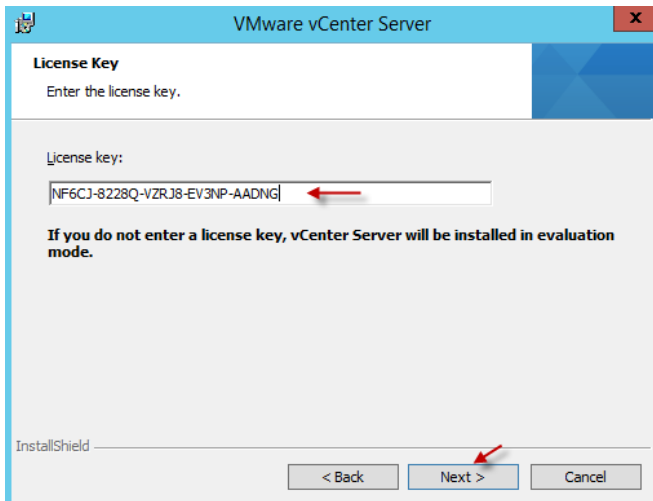 VMware vCenter Server
x
License Key
Enter the license key.
License key:
NF6CJ-8228Q-VZRJ8-EV3NP-AADNG
If you do not enter a license key, vCenter Server will be installed in evaluation
mode.
InstallShield
< Back Next > Cancel